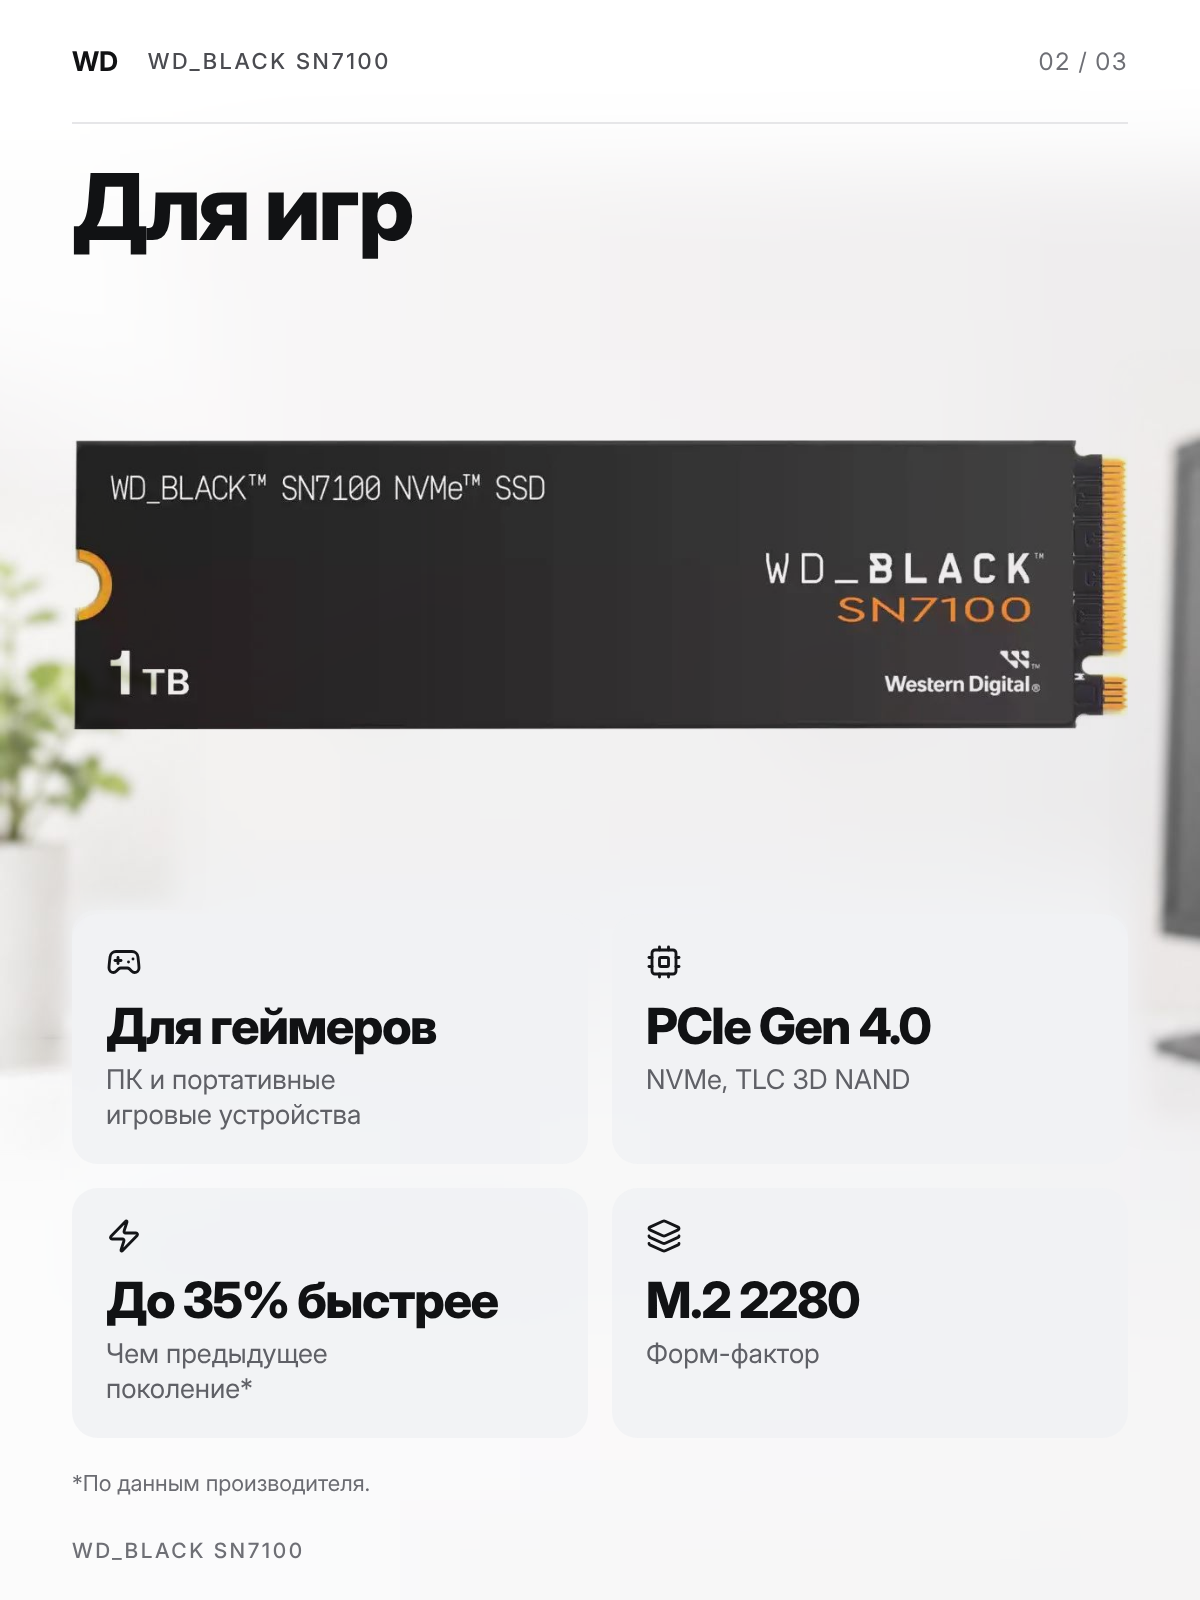 WD WD_BLACK SN7100 02 / 03
Для игр
WD_BLACK™ SN7100 NVMe™ SSD
WD_BLACK™
SN7100
1 TB
Western Digital®
Для геймеров
ПК и портативные
игровые устройства
PCIe Gen 4.0
NVMe, TLC 3D NAND
До 35% быстрее
Чем предыдущее
поколение*
M.2 2280
Форм-фактор
*По данным производителя.
WD_BLACK SN7100